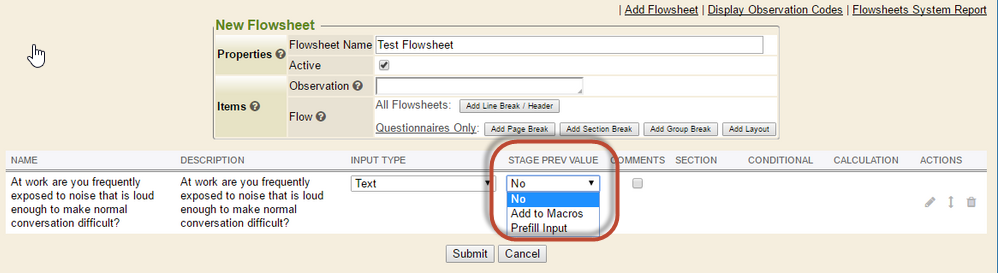 | Add Flowsheet | Display Observation Codes | Flowsheets System Report
New Flowsheet
Properties ? Flowsheet Name Test Flowsheet
Active
Items ? Observation ?
Flow ? All Flowsheets: Add Line Break / Header
Questionnaires Only: Add Page Break Add Section Break Add Group Break Add Layout
NAME DESCRIPTION INPUT TYPE STAGE PREV VALUE COMMENTS SECTION CONDITIONAL CALCULATION ACTIONS
At work are you frequently At work are you frequently Text No
exposed to noise that is loud exposed to noise that is loud No
enough to make normal enough to make normal Add to Macros
conversation difficult? conversation difficult? Prefill Input
Submit Cancel